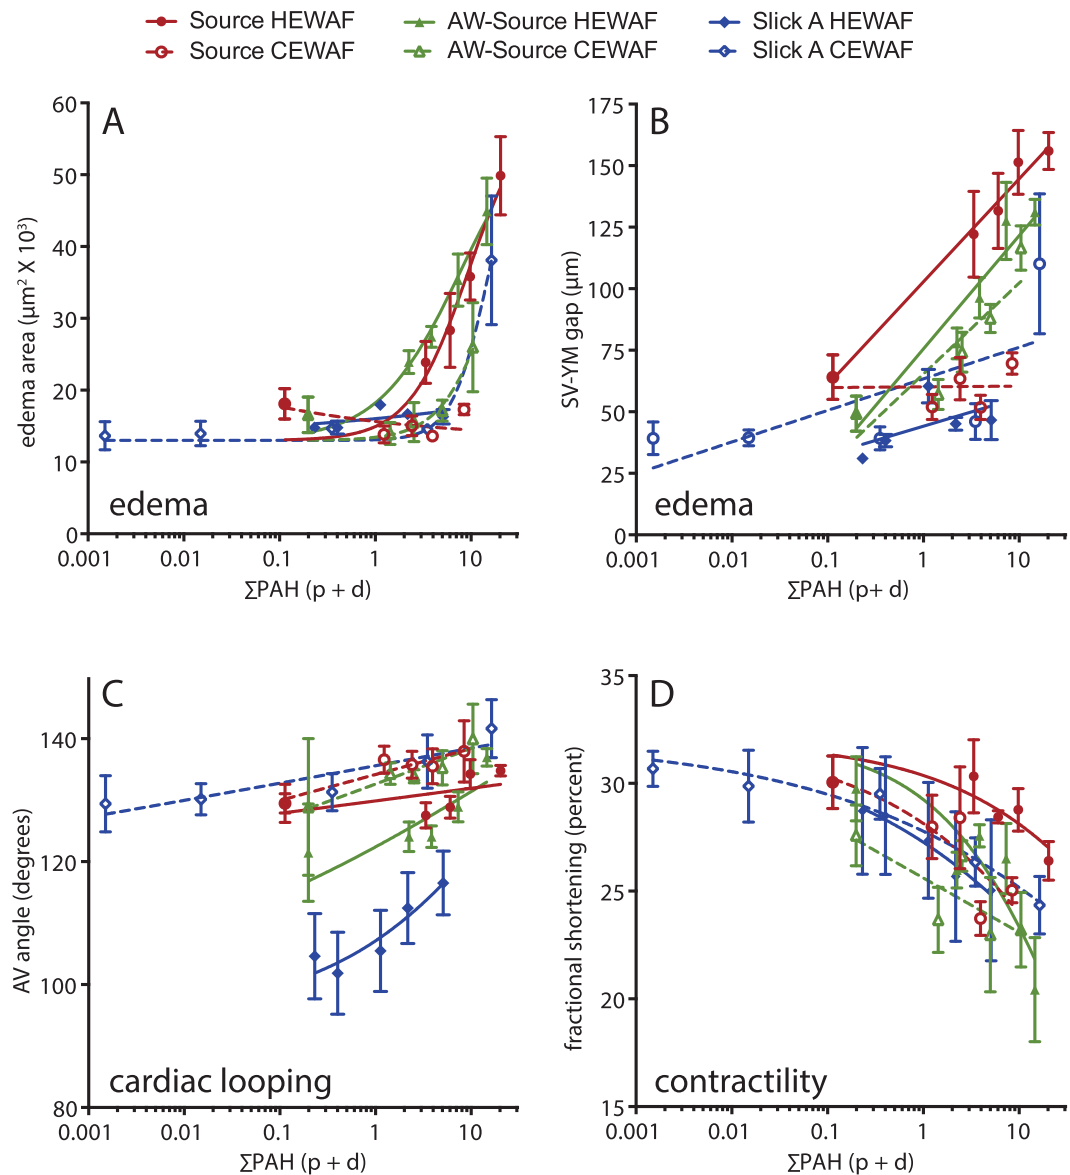 Source HEWAF AW-Source HEWAF Slick A HEWAF
Source CEWAF AW-Source CEWAF Slick A CEWAF
A
60
50
40
30
20
10
0
edema area (µm² X 10³)
edema
0.001 0.01 0.1 1 10
∑PAH (p + d)
B
175
150
125
100
75
50
25
0
SV-YM gap (µm)
edema
0.001 0.01 0.1 1 10
∑PAH (p+ d)
C
140
120
100
80
AV angle (degrees)
cardiac looping
0.001 0.01 0.1 1 10
∑PAH (p + d)
D
35
30
25
20
15
fractional shortening (percent)
contractility
0.001 0.01 0.1 1 10
∑PAH (p + d)